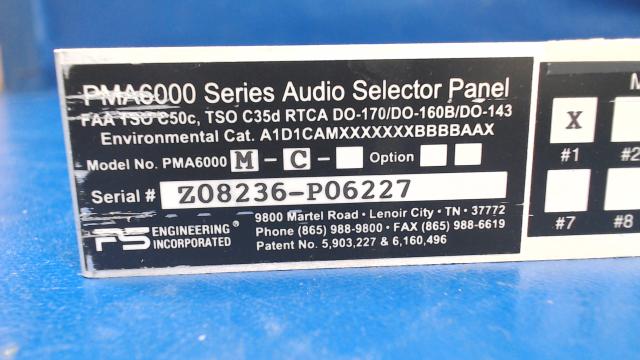 PMA6000 Series Audio Selector Panel
FAA TSO C50c, TSO C35d RTCA DO-170/DO-160B/DO-143
Environmental Cat. A1D1CAMXXXXXXXBBBBAAX
Model No. PMA6000 M - C - Option
Serial # Z08236-P06227
PS ENGINEERING® INCORPORATED
9800 Martel Road · Lenoir City · TN · 37772
Phone (865) 988-9800 · FAX (865) 988-6619
Patent No. 5,903,227 & 6,160,496
M
X
#1 #2
#7 #8